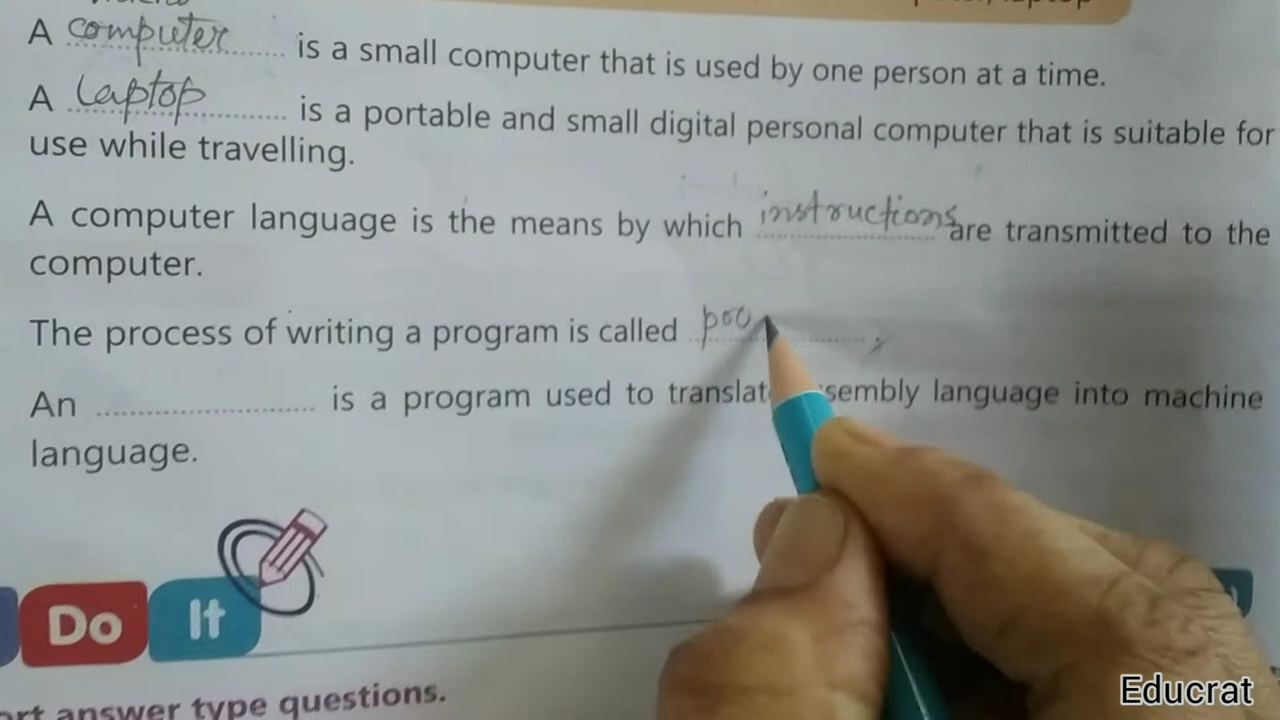 A computer is a small computer that is used by one person at a time.
A laptop is a portable and small digital personal computer that is suitable for
use while travelling.
A computer language is the means by which instructions are transmitted to the
computer.
The process of writing a program is called pro
An .................... is a program used to language into machine
language.
Do It
answer type questions.
Educrat